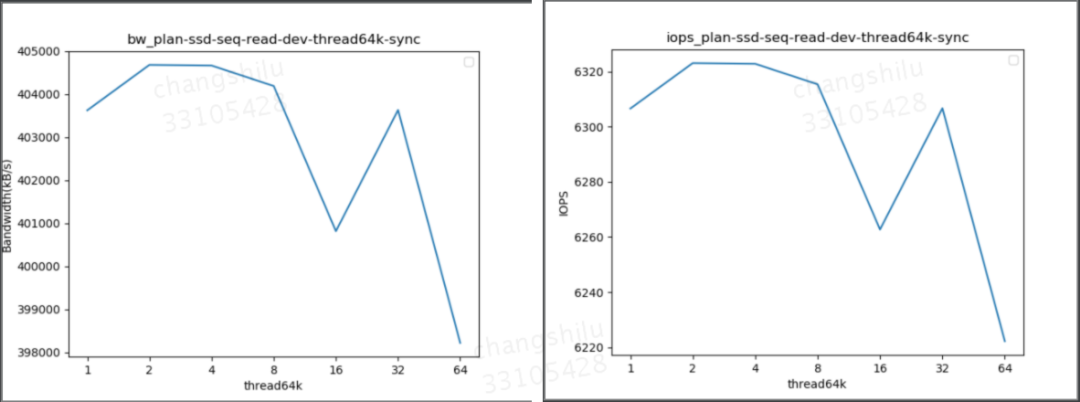 bw_plan-ssd-seq-read-dev-thread64k-sync
405000
404000
403000
402000
401000
400000
399000
398000
Bandwidth(kB/s)
1 2 4 8 16 32 64
thread64k
changshilu
33105428
iops_plan-ssd-seq-read-dev-thread64k-sync
6320
6300
6280
6260
6240
6220
IOPS
1 2 4 8 16 32 64
thread64k
changshilu
33105428
changshilu
33105428